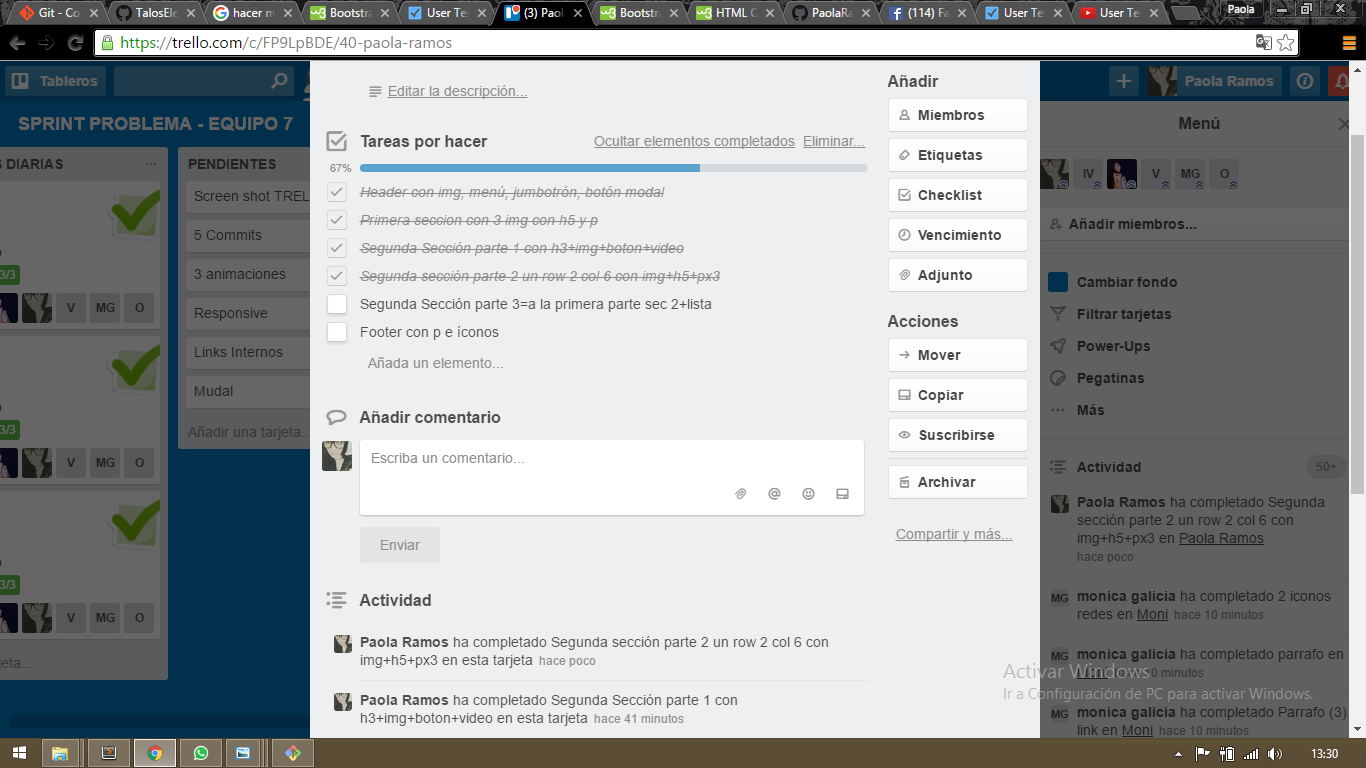 Git - Co
TalosEle
hacer m
Bootstra
User Te
(3) Paol
Bootstra
HTML C
PaolaRa
(114) Fa
User Te
User Te
Paola
https://trello.com/c/FP9LpBDE/40-paola-ramos
Tableros
Paola Ramos
SPRINT PROBLEMA - EQUIPO 7
S DIARIAS
3/3
V MG O
V MG O
3/3
V MG O
jeta...
PENDIENTES
Screen shot TREL
5 Commits
3 animaciones
Responsive
Links Internos
Mudal
Añadir una tarjeta...
Editar la descripción...
Tareas por hacer
Ocultar elementos completados Eliminar...
67%
Header con img, menú, jumbotrón, botón modal
Primera seccion con 3 img con h5 y p
Segunda Sección parte 1 con h3+img+boton+video
Segunda sección parte 2 un row 2 col 6 con img+h5+px3
Segunda Sección parte 3=a la primera parte sec 2+lista
Footer con p e íconos
Añada un elemento...
Añadir comentario
Escriba un comentario...
Enviar
Actividad
Paola Ramos ha completado Segunda sección parte 2 un row 2 col 6 con
img+h5+px3 en esta tarjeta hace poco
Paola Ramos ha completado Segunda Sección parte 1 con
h3+img+boton+video en esta tarjeta hace 41 minutos
Añadir
Miembros
Etiquetas
Checklist
Vencimiento
Adjunto
Acciones
Mover
Copiar
Suscribirse
Archivar
Compartir y más...
Menú
IV V MG O
Añadir miembros...
Cambiar fondo
Filtrar tarjetas
Power-Ups
Pegatinas
Más
Actividad 50+
Paola Ramos ha completado Segunda
sección parte 2 un row 2 col 6 con
img+h5+px3 en Paola Ramos
hace poco
MG monica galicia ha completado 2 iconos
redes en Moni hace 10 minutos
MG monica galicia ha completado parrafo en
Moni hace 10 minutos
MG monica galicia ha completado Parrafo (3)
link en Moni hace 10 minutos
Activar Windows
Ir a Configuración de PC para activar Windows.
13:30